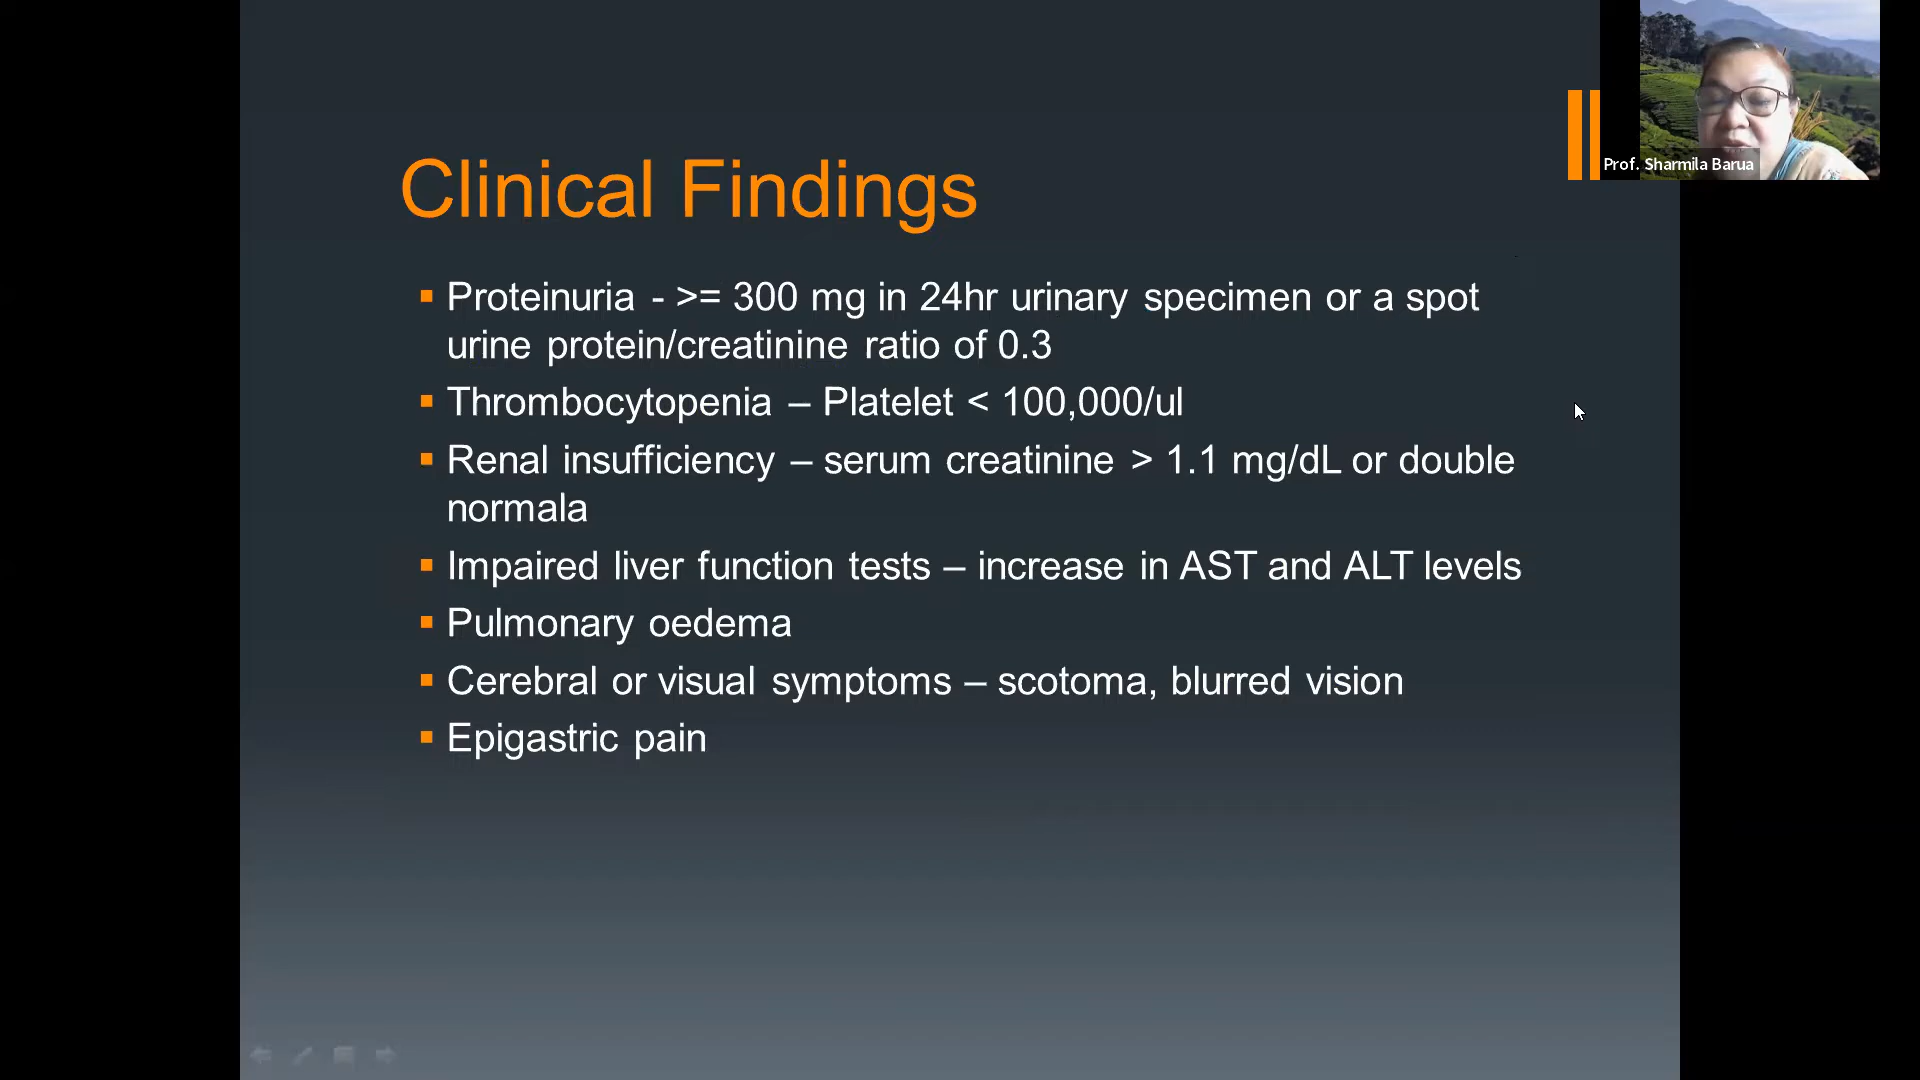 Prof. Sharmila Barua
Clinical Findings
Proteinuria - >= 300 mg in 24hr urinary specimen or a spot
urine protein/creatinine ratio of 0.3
Thrombocytopenia – Platelet < 100,000/ul
Renal insufficiency – serum creatinine > 1.1 mg/dL or double
normala
Impaired liver function tests – increase in AST and ALT levels
Pulmonary oedema
Cerebral or visual symptoms – scotoma, blurred vision
Epigastric pain